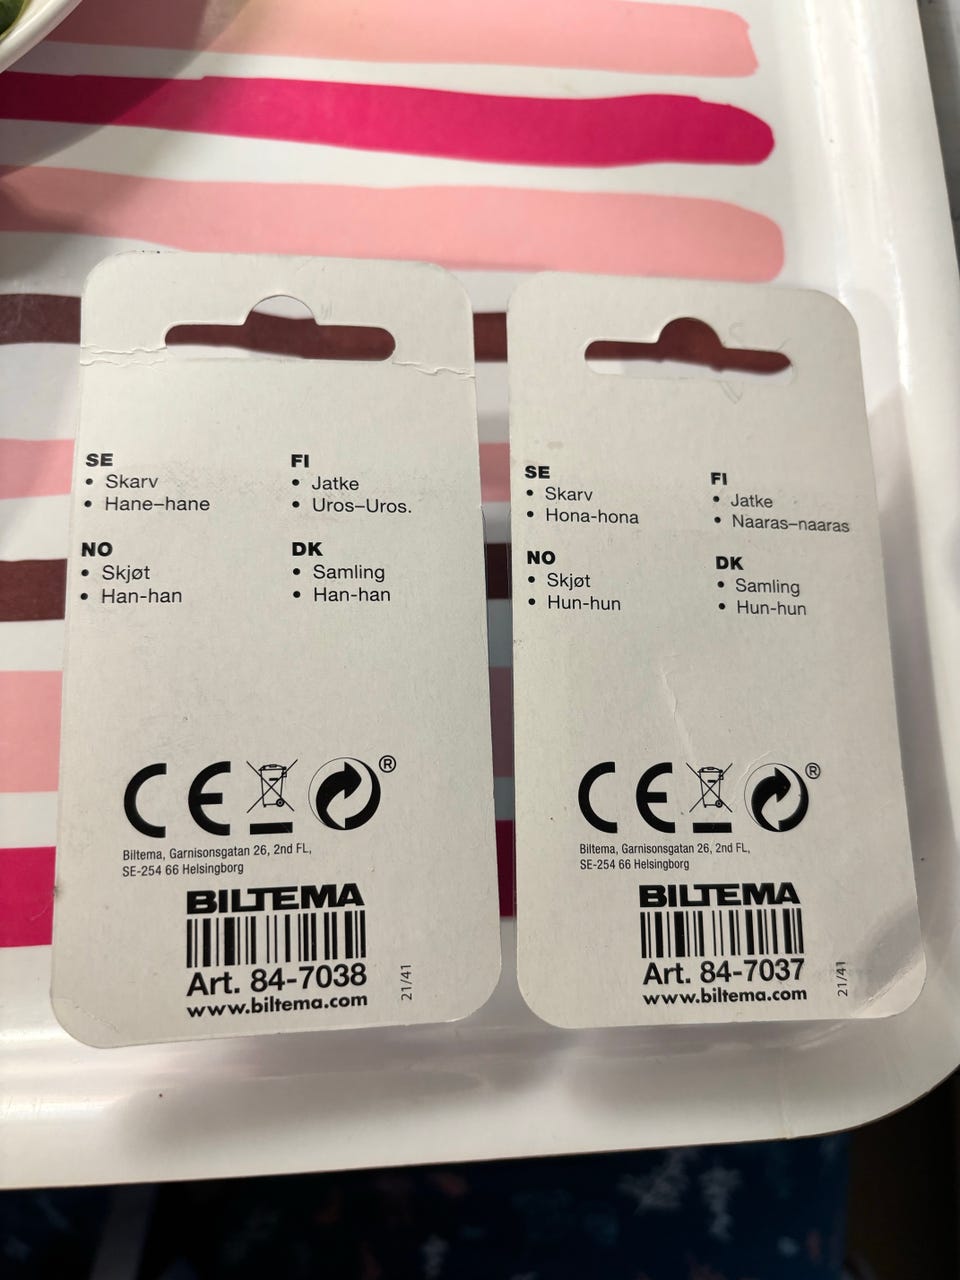 SE
• Skarv
• Hane–hane
FI
• Jatke
• Uros–Uros.
NO
• Skjøt
• Han-han
DK
• Samling
• Han-han
CE
®
Biltema, Garnisonsgatan 26, 2nd FL,
SE-254 66 Helsingborg
BILTEMA
Art. 84-7038
www.biltema.com
21/41
SE
• Skarv
• Hona-hona
FI
• Jatke
• Naaras–naaras
NO
• Skjøt
• Hun-hun
DK
• Samling
• Hun-hun
CE
®
Biltema, Garnisonsgatan 26, 2nd FL,
SE-254 66 Helsingborg
BILTEMA
Art. 84-7037
www.biltema.com
21/41